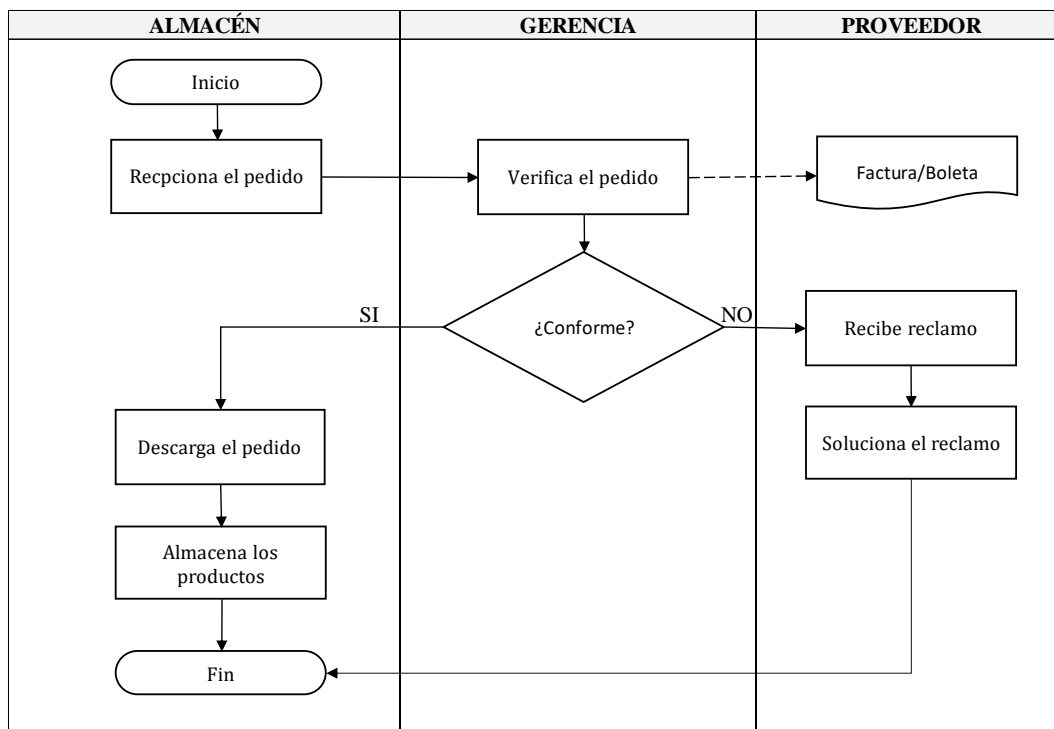 ALMACÉN
GERENCIA
PROVEEDOR
Inicio
Recpciona el pedido
Verifica el pedido
Factura/Boleta
SI
¿Conforme?
NO
Recibe reclamo
Descarga el pedido
Soluciona el reclamo
Almacena los
productos
Fin